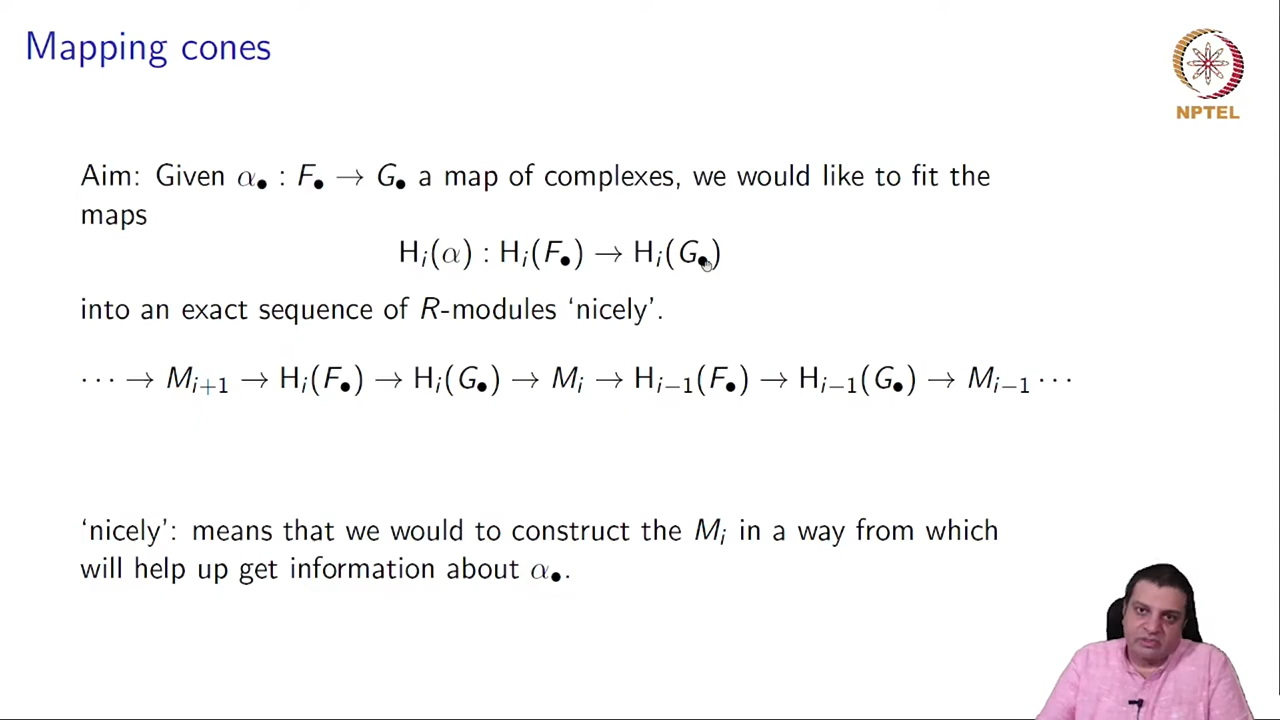 Mapping cones
NPTEL
Aim: Given α• : F• → G• a map of complexes, we would like to fit the
maps
Hᵢ(α) : Hᵢ(F•) → Hᵢ(G•)
into an exact sequence of R-modules ‘nicely’.
⋯ → Mᵢ₊₁ → Hᵢ(F•) → Hᵢ(G•) → Mᵢ → Hᵢ₋₁(F•) → Hᵢ₋₁(G•) → Mᵢ₋₁ ⋯
‘nicely’: means that we would to construct the Mᵢ in a way from which
will help up get information about α•.